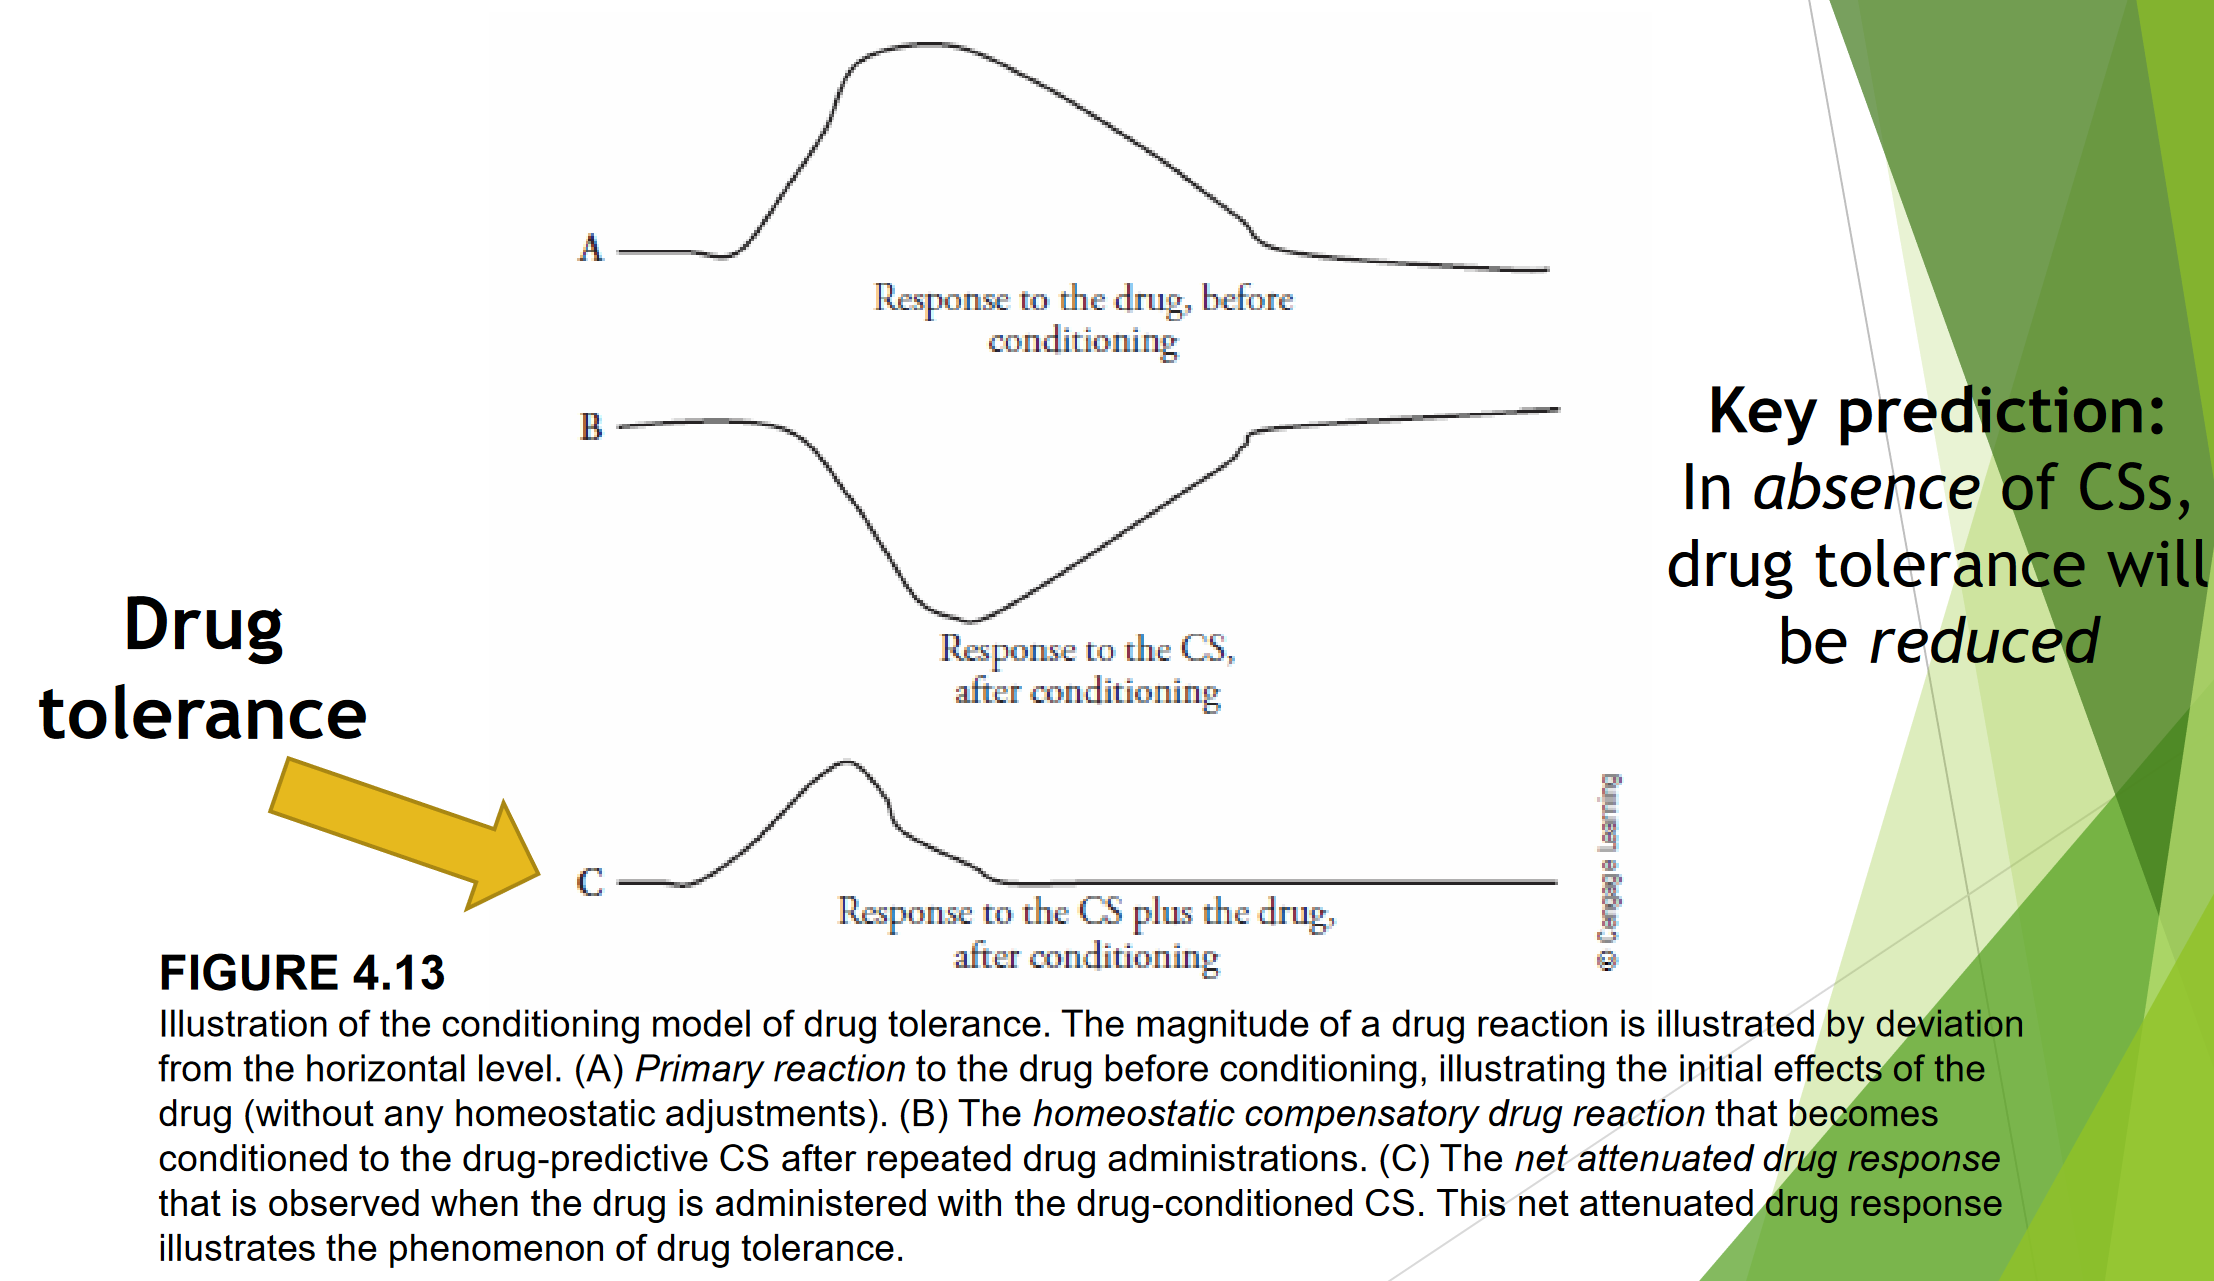 A
Response to the drug, before
conditioning
B
Response to the CS,
after conditioning
Key prediction:
In absence of CSs,
drug tolerance will
be reduced
Drug
tolerance
C
Response to the CS plus the drug,
after conditioning
© Cengage Learning
FIGURE 4.13
Illustration of the conditioning model of drug tolerance. The magnitude of a drug reaction is illustrated by deviation
from the horizontal level. (A) Primary reaction to the drug before conditioning, illustrating the initial effects of the
drug (without any homeostatic adjustments). (B) The homeostatic compensatory drug reaction that becomes
conditioned to the drug-predictive CS after repeated drug administrations. (C) The net attenuated drug response
that is observed when the drug is administered with the drug-conditioned CS. This net attenuated drug response
illustrates the phenomenon of drug tolerance.